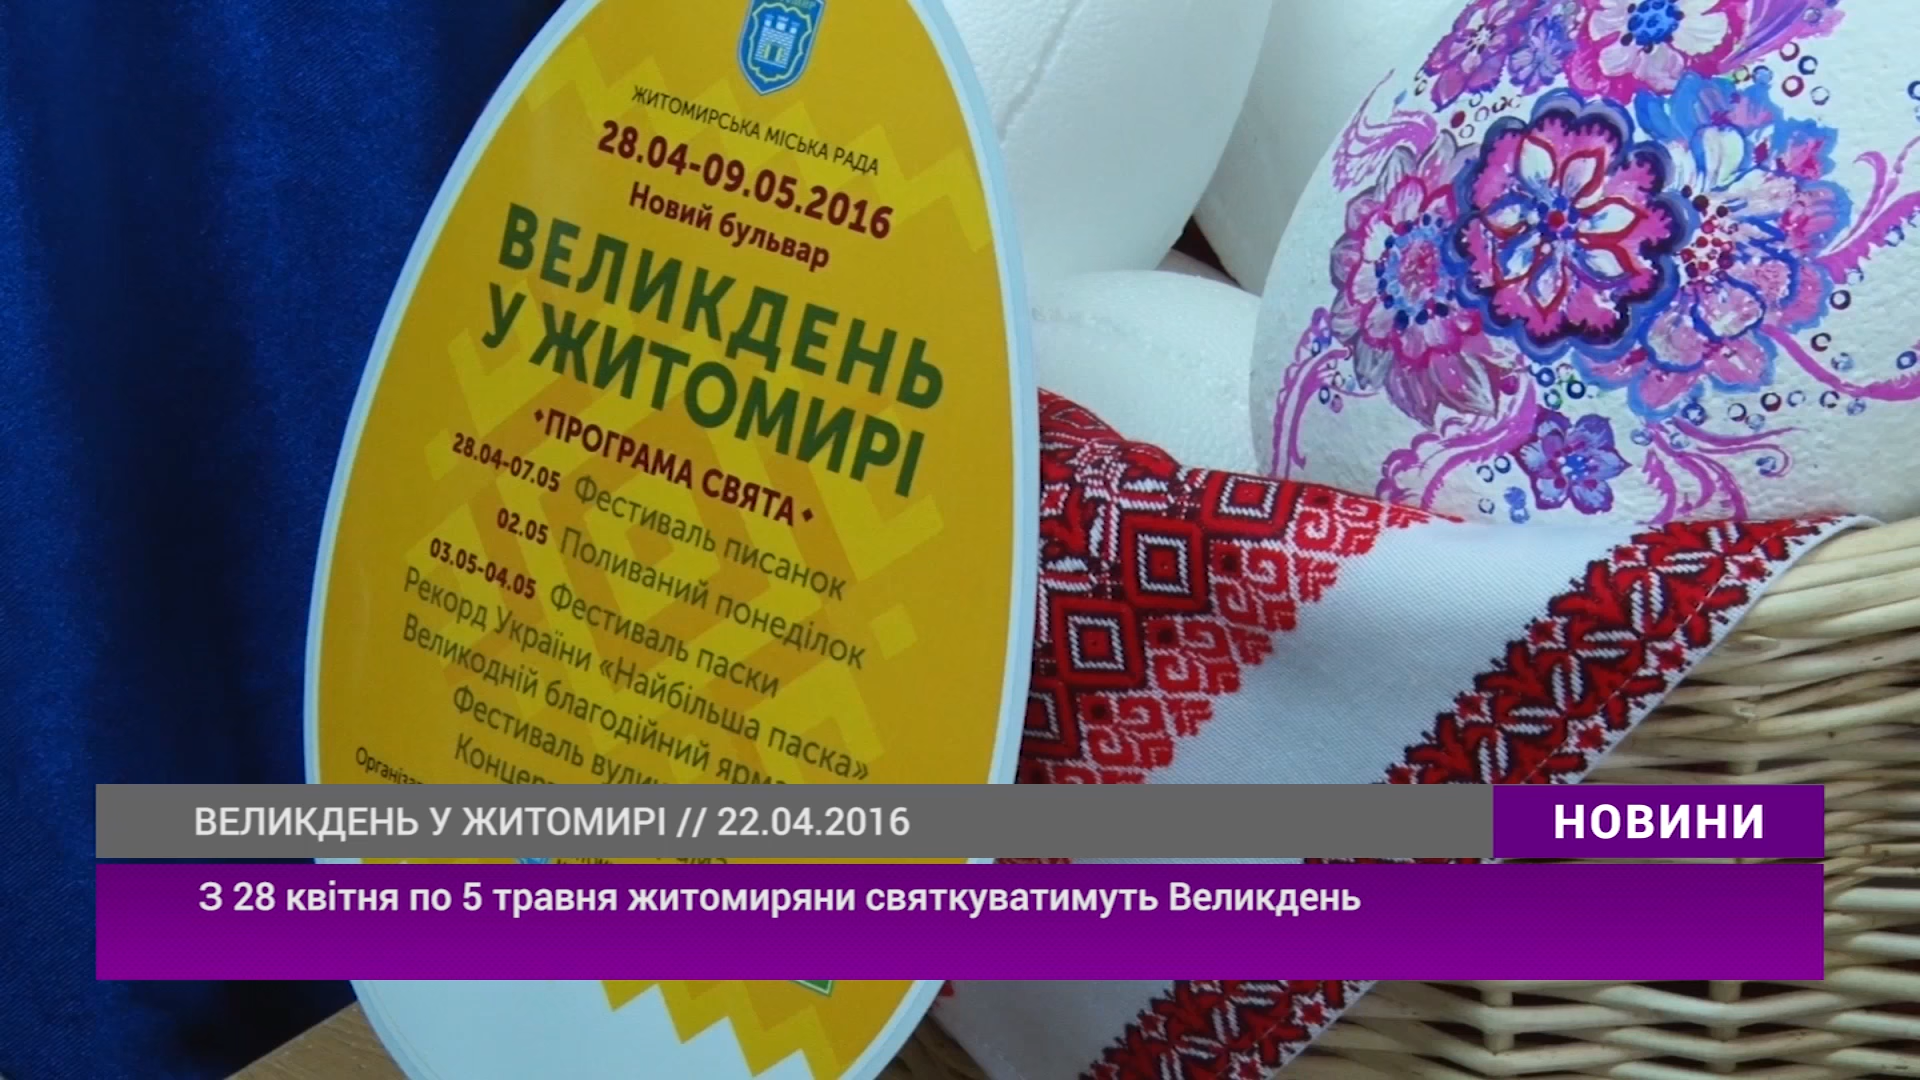 ЖИТОМИРСЬКА МІСЬКА РАДА
28.04-09.05.2016
Новий бульвар
ВЕЛИКДЕНЬ
У ЖИТОМИРІ
ПРОГРАМА СВЯТА
28.04-07.05 Фестиваль писанок
02.05 Поливаний понеділок
03.05-04.05 Фестиваль паски
Рекорд України «Найбільша паска»
Великодній благодійний
Фестиваль
ВЕЛИКДЕНЬ У ЖИТОМИРІ // 22.04.2016
НОВИНИ
З 28 квітня по 5 травня житомиряни святкуватимуть Великдень